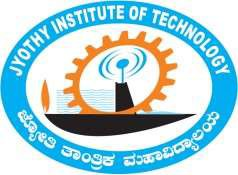 JYOTHY INSTITUTE OF TECHNOLOGY
ಜ್ಯೋತಿ ತಾಂತ್ರಿಕ ಮಹಾವಿದ್ಯಾಲಯ